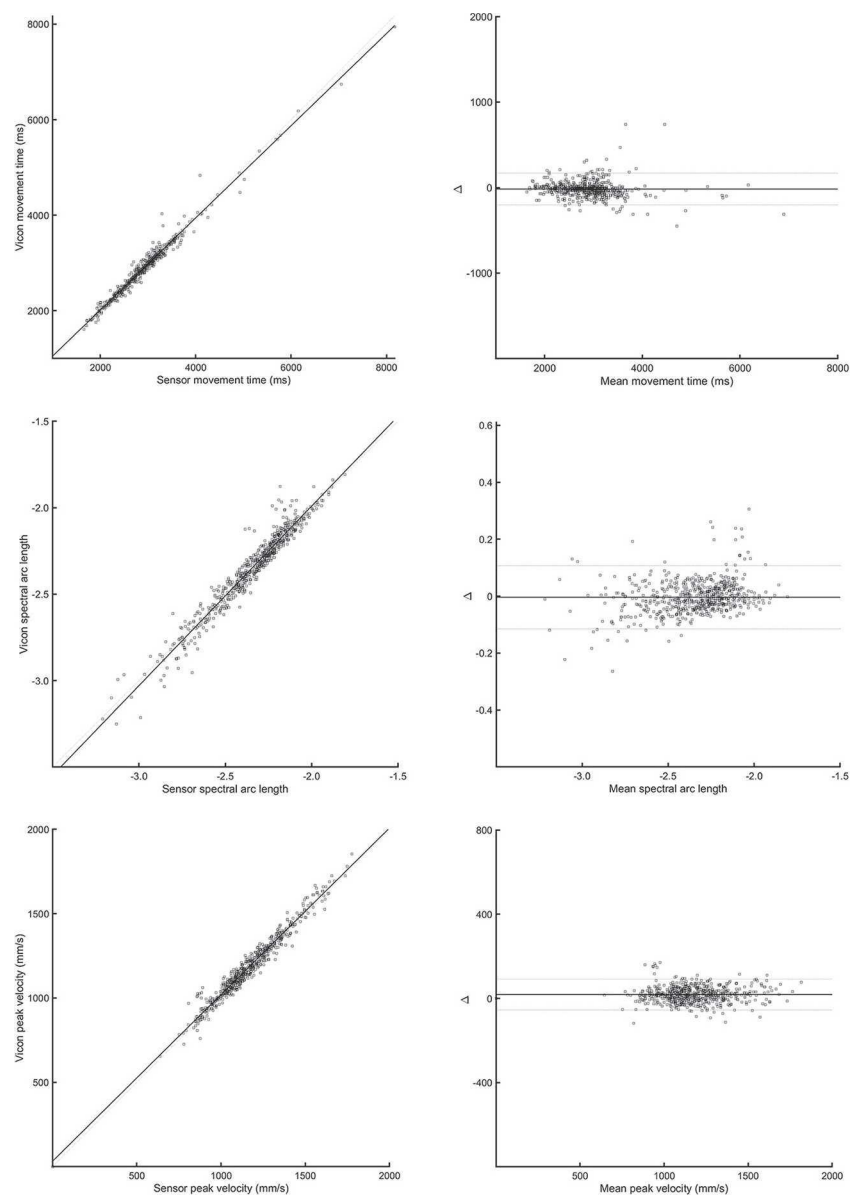 8000
6000
4000
2000
Vicon movement time (ms)
2000 4000 6000 8000
Sensor movement time (ms)
2000
1000
0
-1000
Δ
2000 4000 6000 8000
Mean movement time (ms)
-1.5
-2.0
-2.5
-3.0
Vicon spectral arc length
-3.0 -2.5 -2.0 -1.5
Sensor spectral arc length
0.6
0.4
0.2
0
-0.2
-0.4
Δ
-3.0 -2.5 -2.0 -1.5
Mean spectral arc length
2000
1500
1000
500
Vicon peak velocity (mm/s)
500 1000 1500 2000
Sensor peak velocity (mm/s)
800
400
0
-400
Δ
500 1000 1500 2000
Mean peak velocity (mm/s)